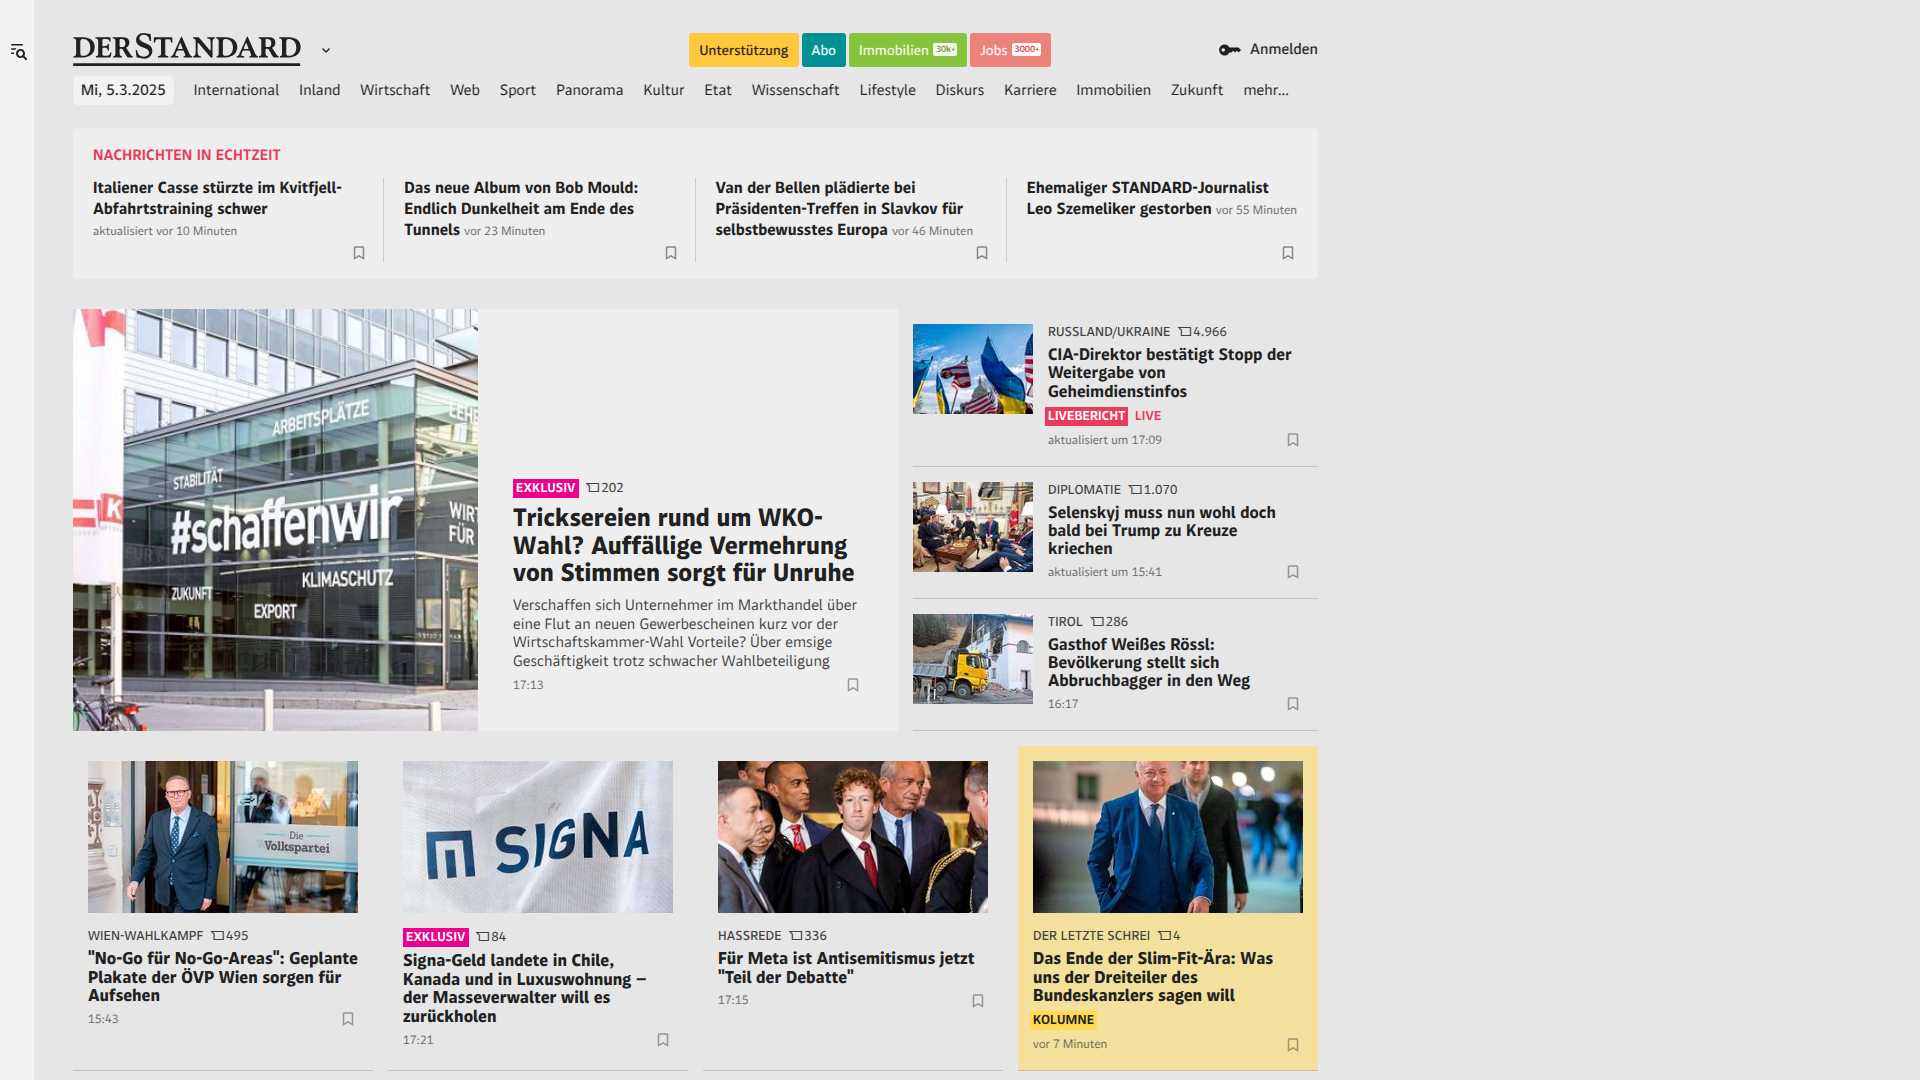 DERSTANDARD
Unterstützung
Abo
Immobilien 30k+
Jobs 3000+
Anmelden
Mi, 5.3.2025
International
Inland
Wirtschaft
Web
Sport
Panorama
Kultur
Etat
Wissenschaft
Lifestyle
Diskurs
Karriere
Immobilien
Zukunft
mehr...
NACHRICHTEN IN ECHTZEIT
Italiener Casse stürzte im Kvitfjell-
Abfahrtstraining schwer
aktualisiert vor 10 Minuten
Das neue Album von Bob Mould:
Endlich Dunkelheit am Ende des
Tunnels vor 23 Minuten
Van der Bellen plädierte bei
Präsidenten-Treffen in Slavkov für
selbstbewusstes Europa vor 46 Minuten
Ehemaliger STANDARD-Journalist
Leo Szemeliker gestorben vor 55 Minuten
ARBEITSPLÄTZE
STABILITÄT
#schaffenwir
WIRT
FÜR
KLIMASCHUTZ
ZUKUNFT
EXPORT
EXKLUSIV 202
Tricksereien rund um WKO-
Wahl? Auffällige Vermehrung
von Stimmen sorgt für Unruhe
Verschaffen sich Unternehmer im Markthandel über
eine Flut an neuen Gewerbescheinen kurz vor der
Wirtschaftskammer-Wahl Vorteile? Über emsige
Geschäftigkeit trotz schwacher Wahlbeteiligung
17:13
RUSSLAND/UKRAINE 4.966
CIA-Direktor bestätigt Stopp der
Weitergabe von
Geheimdienstinfos
LIVEBERICHT LIVE
aktualisiert um 17:09
DIPLOMATIE 1.070
Selenskyj muss nun wohl doch
bald bei Trump zu Kreuze
kriechen
aktualisiert um 15:41
TIROL 286
Gasthof Weißes Rössl:
Bevölkerung stellt sich
Abbruchbagger in den Weg
16:17
Die
Volkspartei
WIEN-WAHLKAMPF 495
"No-Go für No-Go-Areas": Geplante
Plakate der ÖVP Wien sorgen für
Aufsehen
15:43
SIGNA
EXKLUSIV 84
Signa-Geld landete in Chile,
Kanada und in Luxuswohnung –
der Masseverwalter will es
zurückholen
17:21
HASSREDE 336
Für Meta ist Antisemitismus jetzt
"Teil der Debatte"
17:15
DER LETZTE SCHREI 4
Das Ende der Slim-Fit-Ära: Was
uns der Dreiteiler des
Bundeskanzlers sagen will
KOLUMNE
vor 7 Minuten